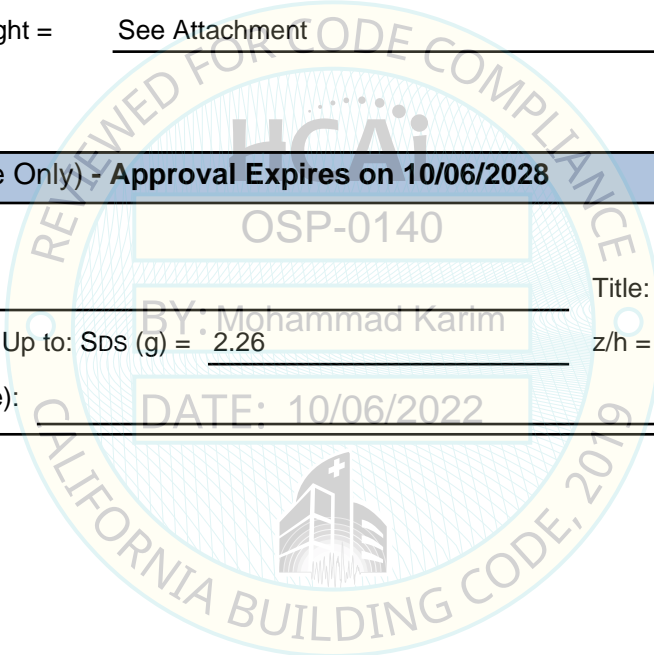 ght = See Attachment
e Only) - Approval Expires on 10/06/2028
Title:
Up to: SDS (g) = 2.26 z/h =
e):
REVIEWED FOR CODE COMPLIANCE
HCAi
OSP-0140
BY: Mohammad Karim
DATE: 10/06/2022
CALIFORNIA BUILDING CODE, 2019